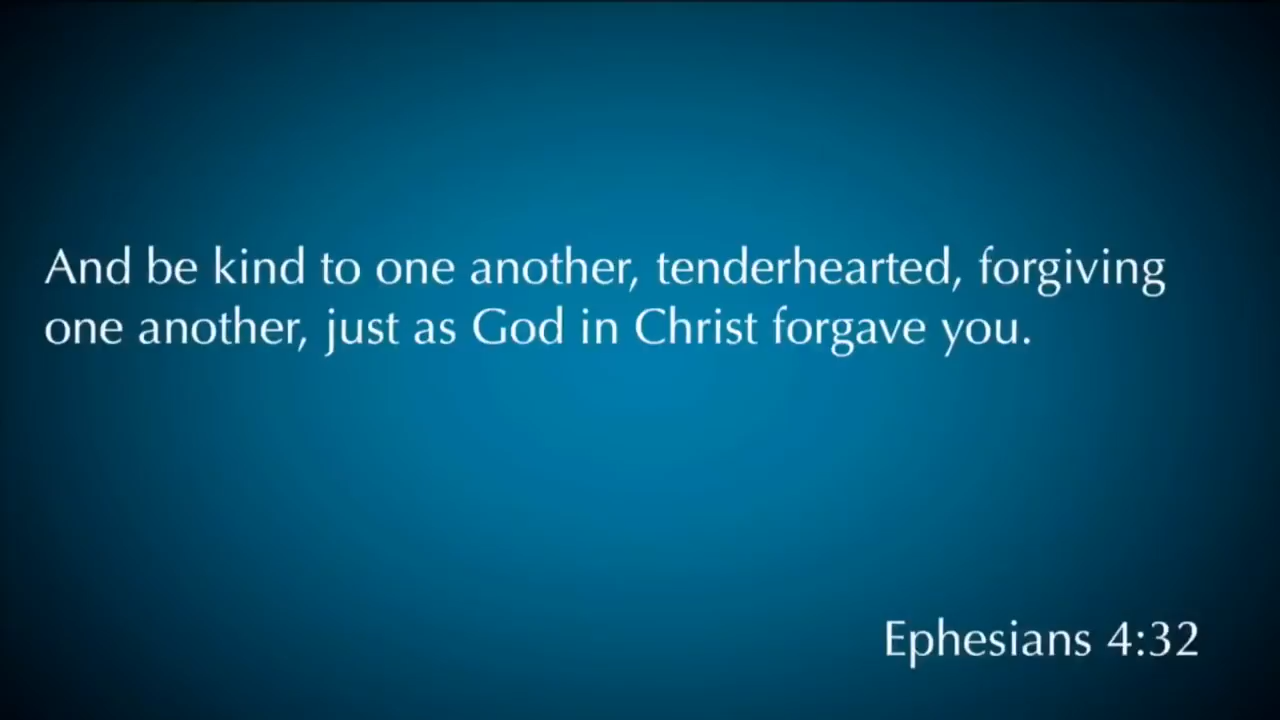 And be kind to one another, tenderhearted, forgiving
one another, just as God in Christ forgave you.
Ephesians 4:32